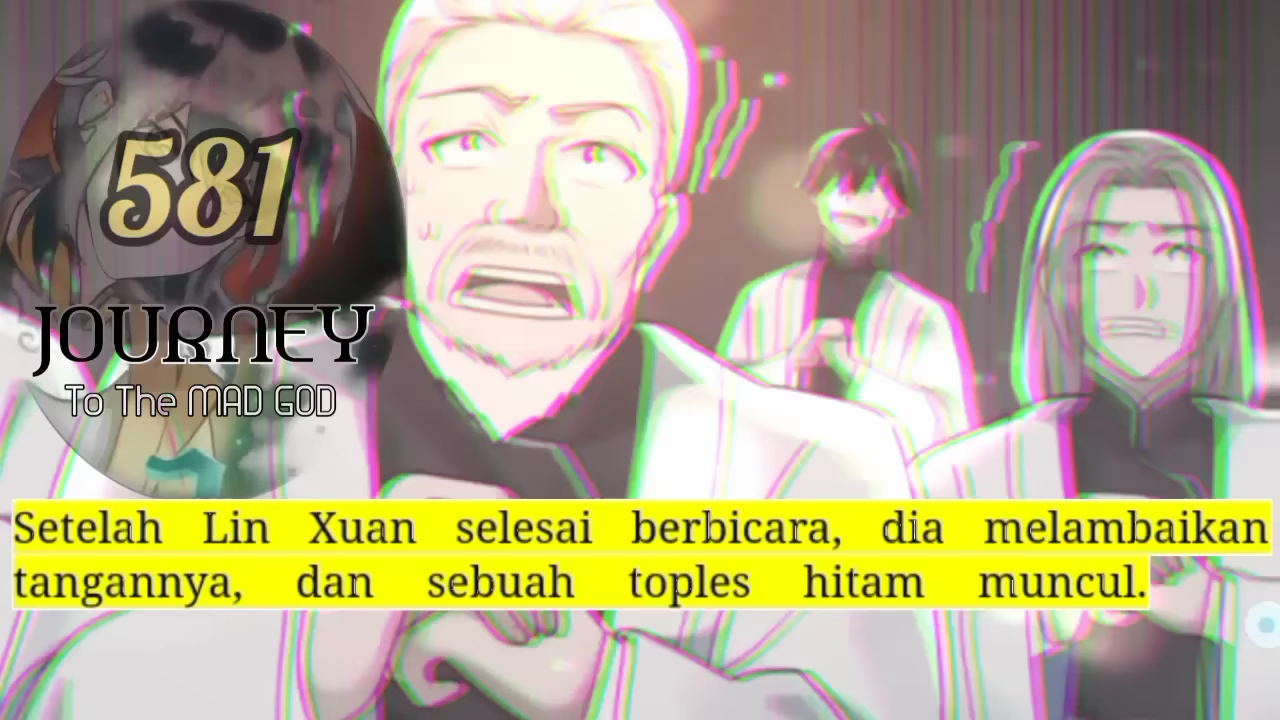 581
JOURNEY
To The MAD GOD
Setelah Lin Xuan selesai berbicara, dia melambaikan
tangannya, dan sebuah toples hitam muncul.